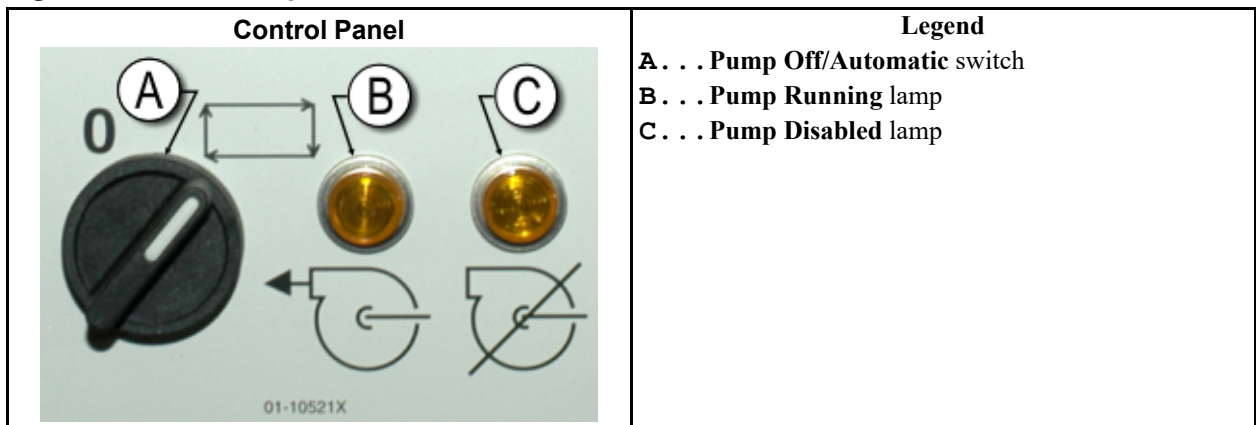 Control Panel
A
B
C
0
01-10521X
Legend
A...Pump Off/Automatic switch
B...Pump Running lamp
C...Pump Disabled lamp